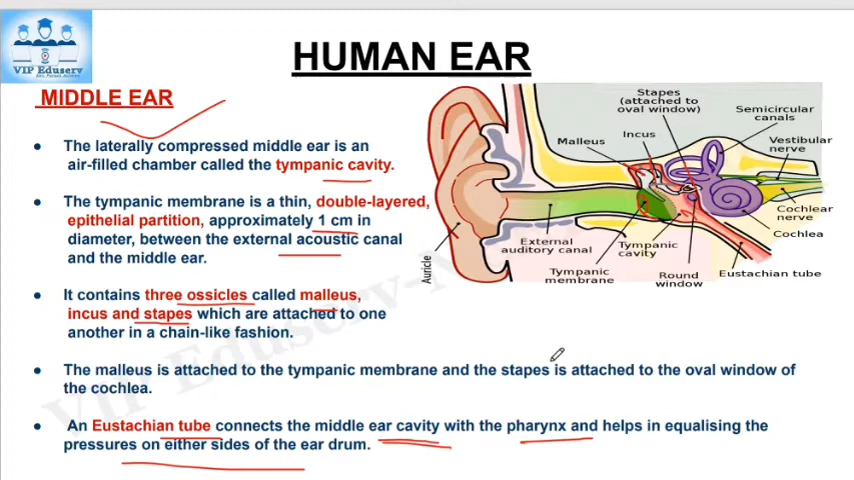 VIP Eduserv
HUMAN EAR
MIDDLE EAR
The laterally compressed middle ear is an
air-filled chamber called the tympanic cavity.
The tympanic membrane is a thin, double-layered,
epithelial partition, approximately 1 cm in
diameter, between the external acoustic canal
and the middle ear.
It contains three ossicles called malleus,
incus and stapes which are attached to one
another in a chain-like fashion.
The malleus is attached to the tympanic membrane and the stapes is attached to the oval window of
the cochlea.
An Eustachian tube connects the middle ear cavity with the pharynx and helps in equalising the
pressures on either sides of the ear drum.
Stapes
(attached to
oval window)
Semicircular
canals
Incus
Malleus
Vestibular
nerve
Cochlear
nerve
Cochlea
External
auditory canal
Tympanic
cavity
Eustachian tube
Tympanic
membrane
Round
window
Auricle